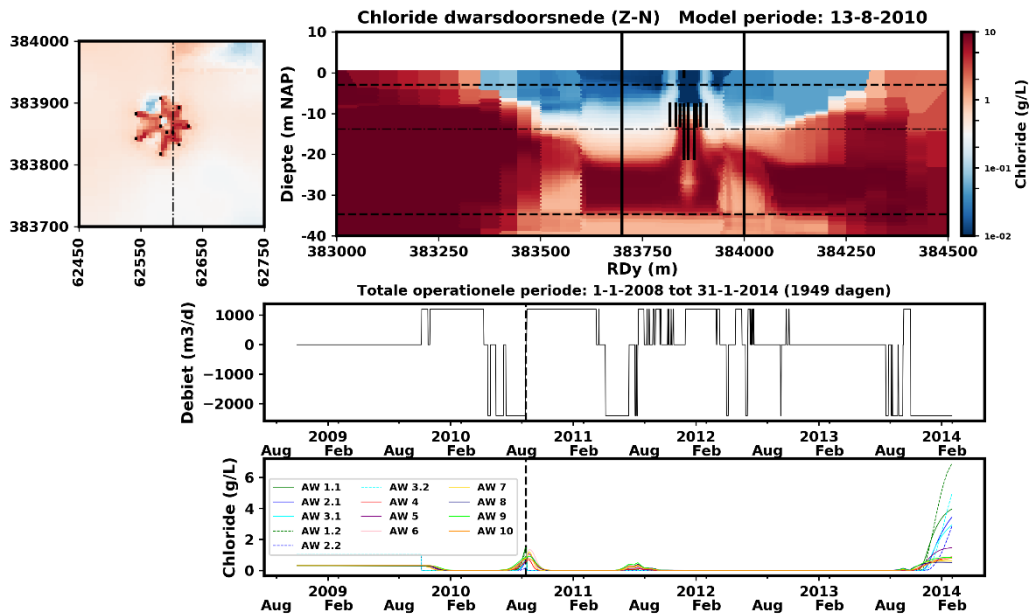 Chloride dwarsdoorsnede (Z-N) Model periode: 13-8-2010
384000
383900
383800
383700
62450
62550
62650
62750
Diepte (m NAP)
10
0
-10
-20
-30
-40
383000 383250 383500 383750 384000 384250 384500
RDy (m)
10
1
1e-01
1e-02
Chloride (g/L)
Totale operationele periode: 1-1-2008 tot 31-1-2014 (1949 dagen)
Debiet (m3/d)
1000
0
-1000
-2000
2009 2010 2011 2012 2013 2014
Aug Feb Aug Feb Aug Feb Aug Feb Aug Feb Aug Feb
Chloride (g/L)
6
4
2
0
AW 1.1 AW 3.2 AW 7
AW 2.1 AW 4 AW 8
AW 3.1 AW 5 AW 9
AW 1.2 AW 6 AW 10
AW 2.2
2009 2010 2011 2012 2013 2014
Aug Feb Aug Feb Aug Feb Aug Feb Aug Feb Aug Feb